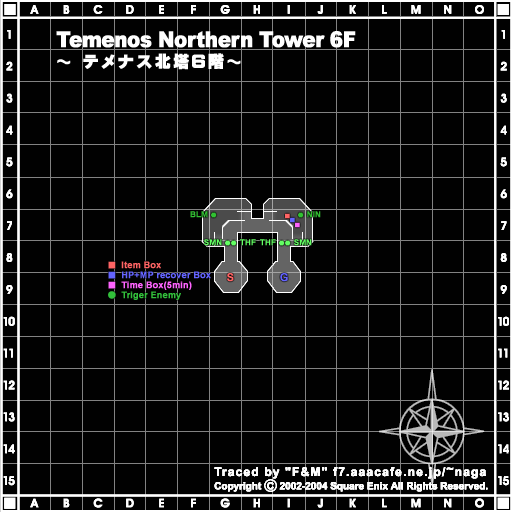 A B C D E F G H I J K L M N O
Temenos Northern Tower 6F
～ テメナス北塔6階～
1 1
2 2
3 3
4 4
5 5
6 6
BLM NIN
7 7
SMN THF THF SMN
8 8
Item Box
HP+MP recover Box
S G
Time Box(5min)
9 9
Triger Enemy
10 10
11 11
12 12
13 13
14 14
Traced by "F&M" f7.aaacafe.ne.jp/~naga
15 15
Copyright Ⓒ 2002-2004 Square Enix All Rights Reserved.
A B C D E F G H I J K L M N O